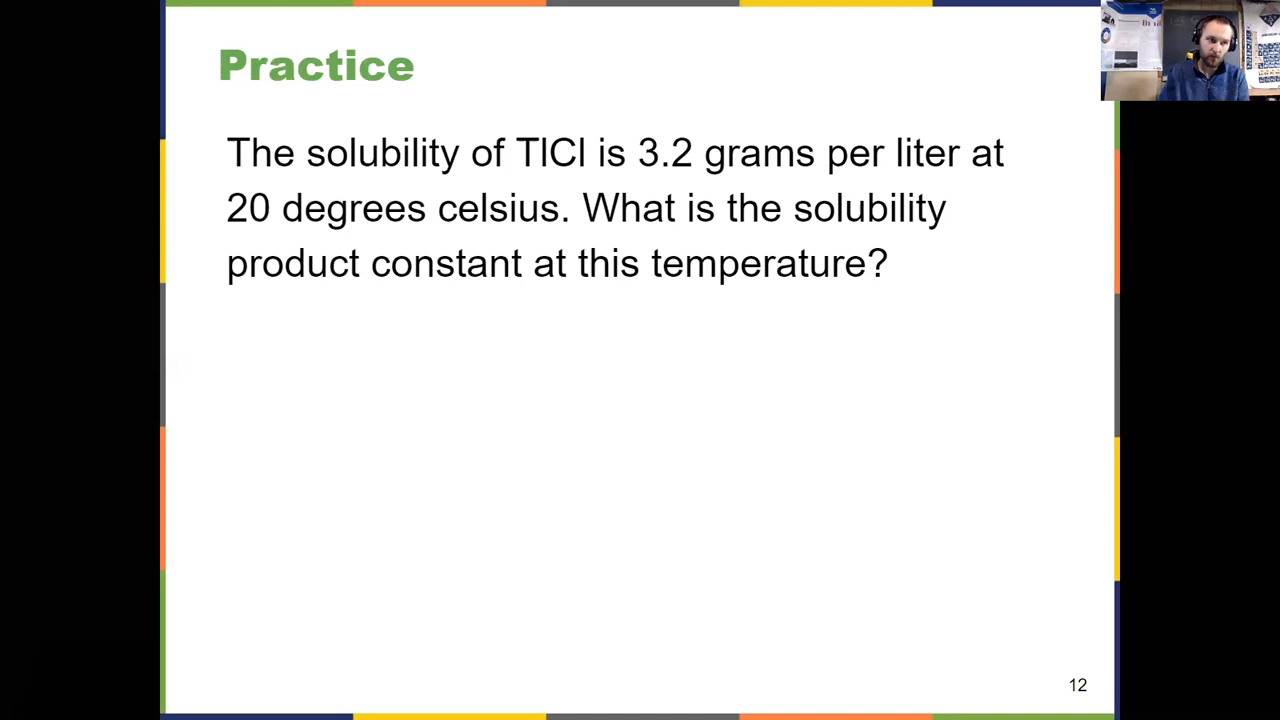 Practice
The solubility of TlCl is 3.2 grams per liter at
20 degrees celsius. What is the solubility
product constant at this temperature?
12